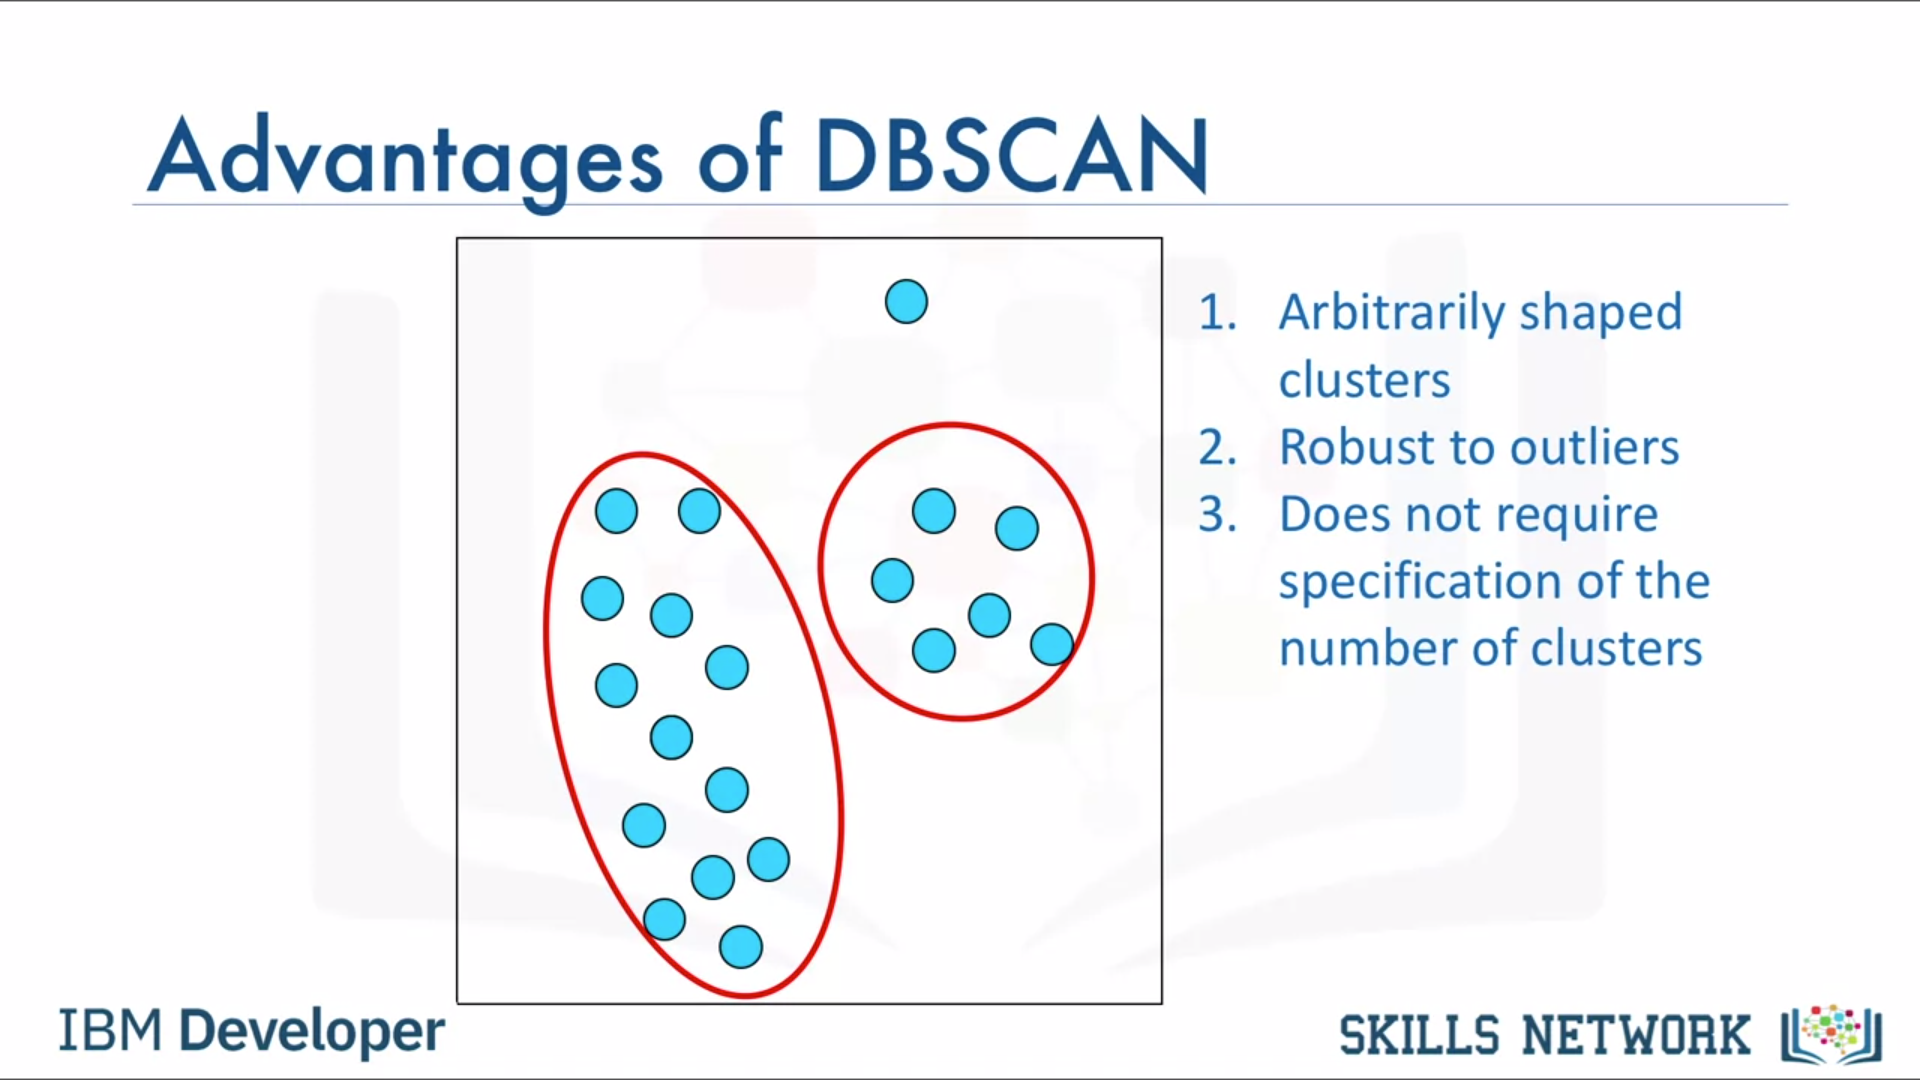 Advantages of DBSCAN
1. Arbitrarily shaped
clusters
2. Robust to outliers
3. Does not require
specification of the
number of clusters
IBM Developer
SKILLS NETWORK